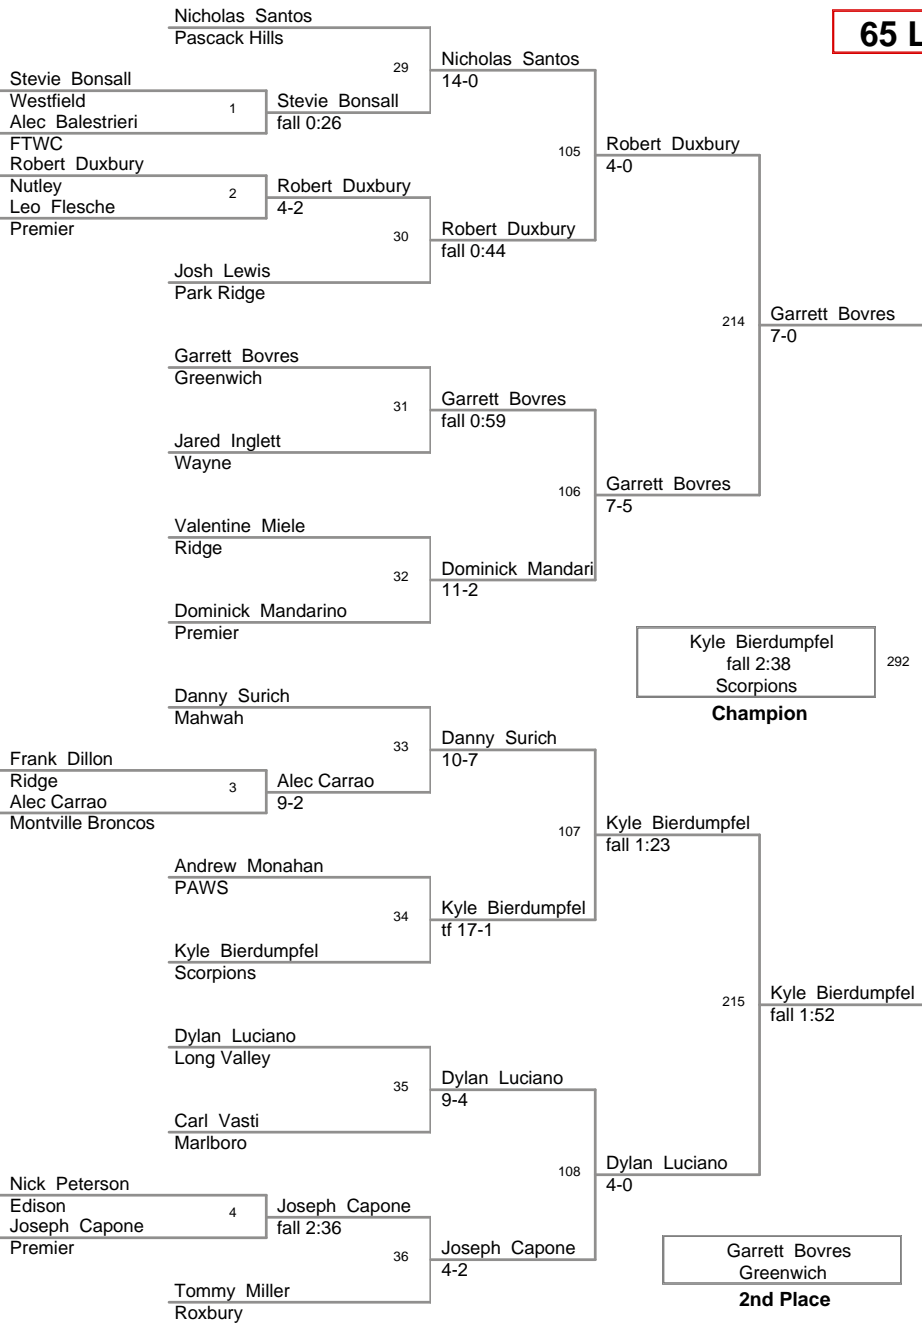 Nicholas Santos
Pascack Hills
65 L
29
Nicholas Santos
14-0
Stevie Bonsall
Westfield
1
Stevie Bonsall
fall 0:26
Alec Balestrieri
FTWC
105
Robert Duxbury
4-0
Robert Duxbury
Nutley
2
Robert Duxbury
4-2
Leo Flesche
Premier
30
Robert Duxbury
fall 0:44
Josh Lewis
Park Ridge
214
Garrett Bovres
7-0
Garrett Bovres
Greenwich
31
Garrett Bovres
fall 0:59
Jared Inglett
Wayne
106
Garrett Bovres
7-5
Valentine Miele
Ridge
32
Dominick Mandari
11-2
Dominick Mandarino
Premier
Kyle Bierdumpfel
fall 2:38
Scorpions
292
Champion
Danny Surich
Mahwah
33
Danny Surich
10-7
Frank Dillon
Ridge
3
Alec Carrao
9-2
Alec Carrao
Montville Broncos
107
Kyle Bierdumpfel
fall 1:23
Andrew Monahan
PAWS
34
Kyle Bierdumpfel
tf 17-1
Kyle Bierdumpfel
Scorpions
215
Kyle Bierdumpfel
fall 1:52
Dylan Luciano
Long Valley
35
Dylan Luciano
9-4
Carl Vasti
Marlboro
108
Dylan Luciano
4-0
Nick Peterson
Edison
4
Joseph Capone
fall 2:36
Joseph Capone
Premier
36
Joseph Capone
4-2
Tommy Miller
Roxbury
Garrett Bovres
Greenwich
2nd Place